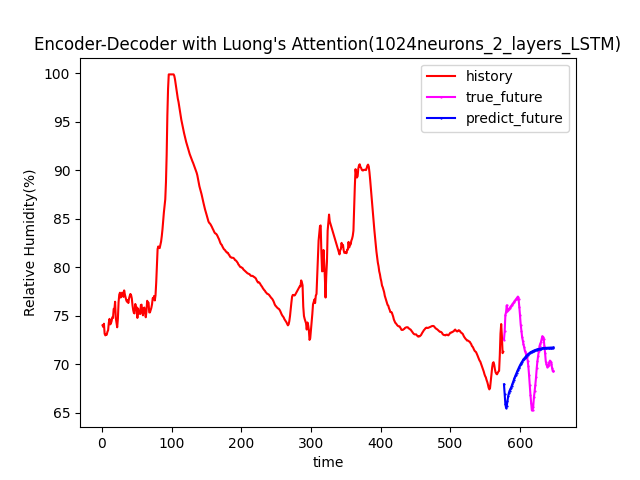 Encoder-Decoder with Luong's Attention(1024neurons_2_layers_LSTM)
history
true_future
predict_future
Relative Humidity(%)
100
95
90
85
80
75
70
65
0 100 200 300 400 500 600
time